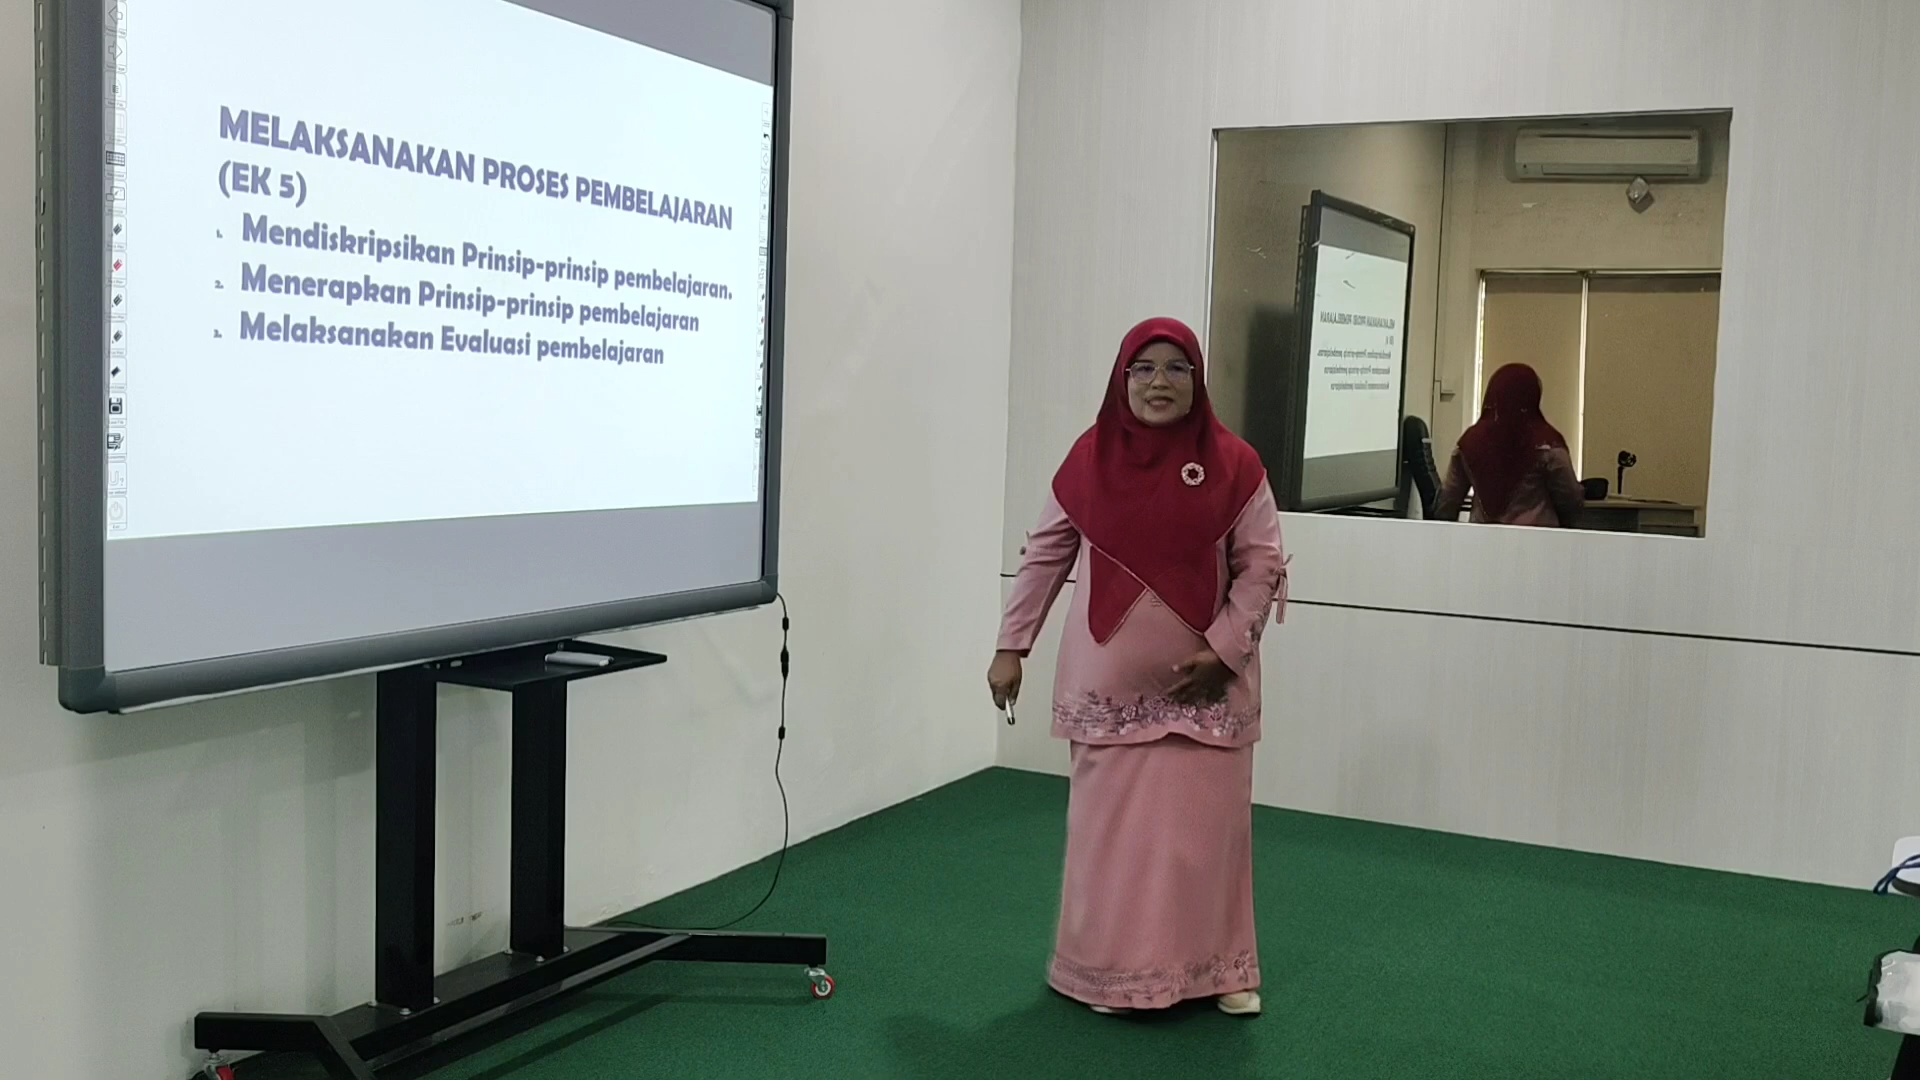 MELAKSANAKAN PROSES PEMBELAJARAN
(EK 5)
1. Mendiskripsikan Prinsip-prinsip pembelajaran.
2. Menerapkan Prinsip-prinsip pembelajaran
3. Melaksanakan Evaluasi pembelajaran